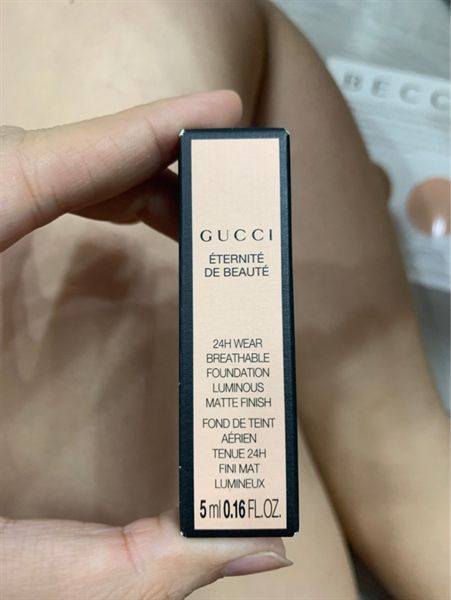 RECC
GUCCI
ÉTERNITÉ
DE BEAUTÉ
24H WEAR
BREATHABLE
FOUNDATION
LUMINOUS
MATTE FINISH
FOND DE TEINT
AÉRIEN
TENUE 24H
FINI MAT
LUMINEUX
5 ml 0.16 FL.OZ.